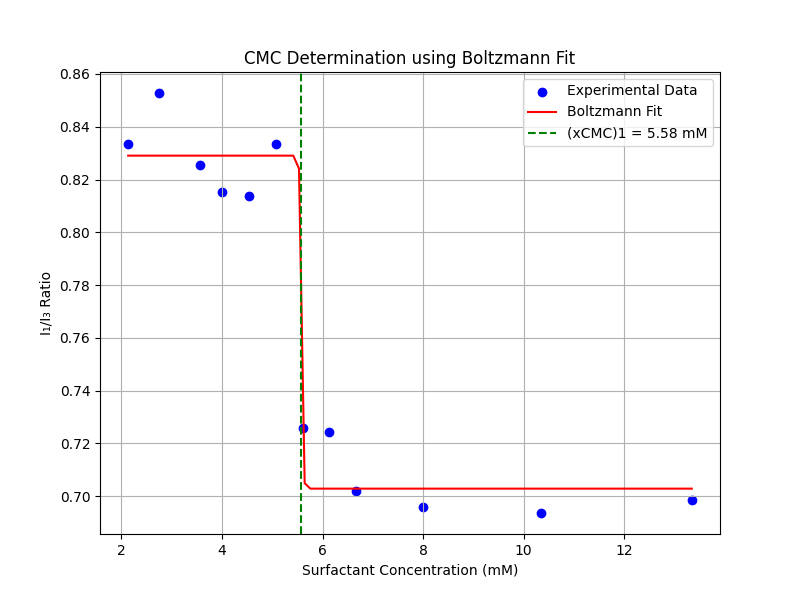 CMC Determination using Boltzmann Fit
0.86
0.84
0.82
0.80
0.78
0.76
0.74
0.72
0.70
I₁/I₃ Ratio
Experimental Data
Boltzmann Fit
(xCMC)1 = 5.58 mM
2 4 6 8 10 12
Surfactant Concentration (mM)